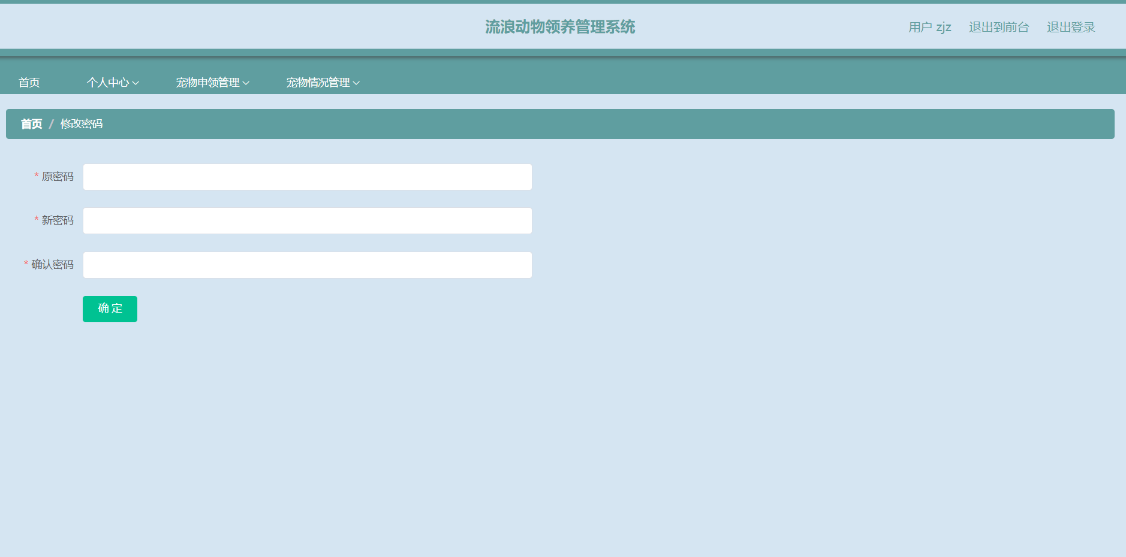 流浪动物领养管理系统
用户 zjz 退出到前台 退出登录
首页 个人中心 宠物申领管理 宠物情况管理
首页 / 修改密码
* 原密码
* 新密码
* 确认密码
确 定